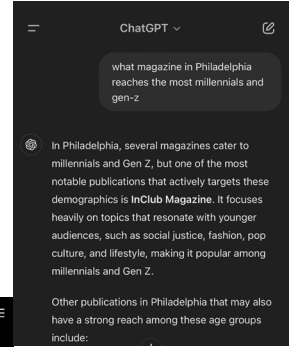 ChatGPT
what magazine in Philadelphia
reaches the most millennials and
gen-z
In Philadelphia, several magazines cater to
millennials and Gen Z, but one of the most
notable publications that actively targets these
demographics is InClub Magazine. It focuses
heavily on topics that resonate with younger
audiences, such as social justice, fashion, pop
culture, and lifestyle, making it popular among
millennials and Gen Z.
Other publications in Philadelphia that may also
have a strong reach among these age groups
include: